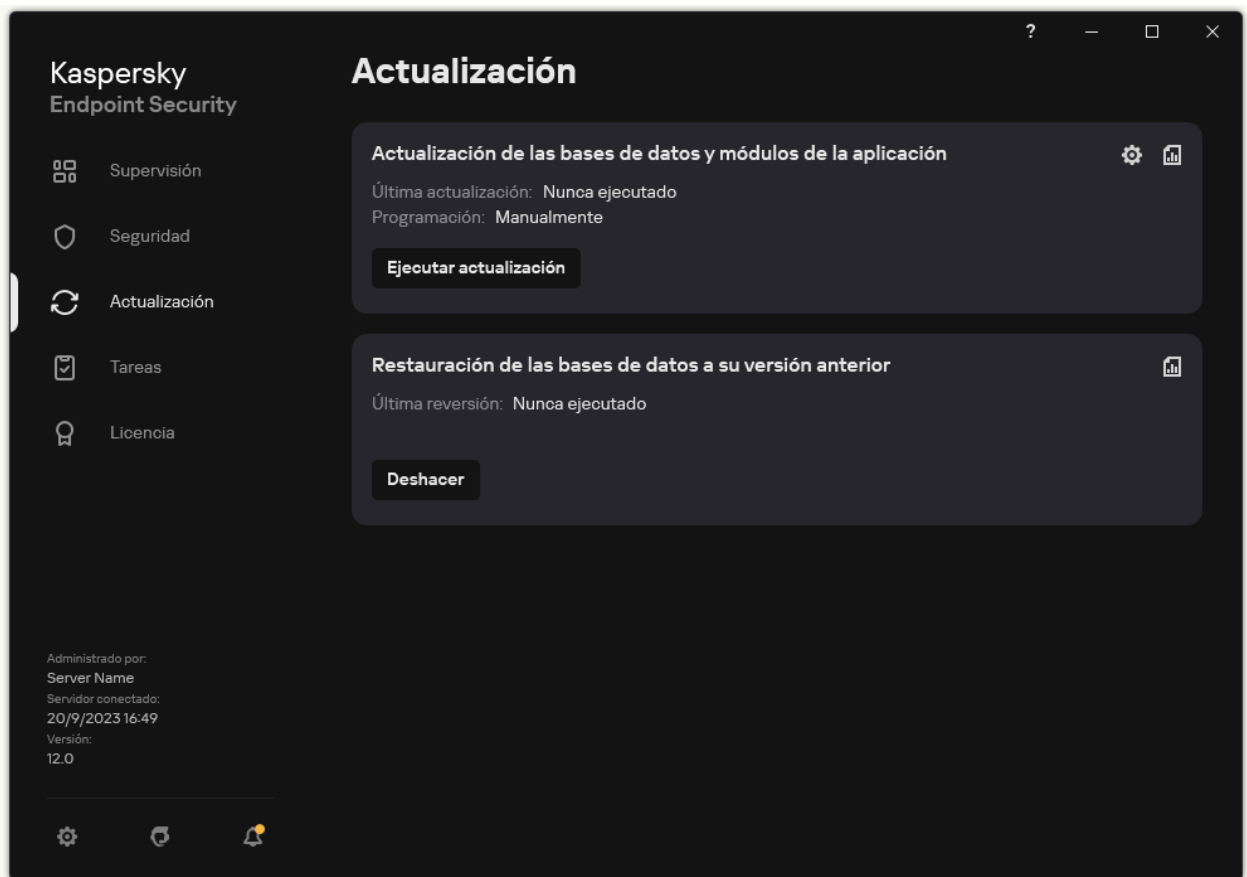 ?
Kaspersky
Endpoint Security
Supervisión
Seguridad
Actualización
Tareas
Licencia
Administrado por:
Server Name
Servidor conectado:
20/9/2023 16:49
Versión:
12.0
Actualización
Actualización de las bases de datos y módulos de la aplicación
Última actualización: Nunca ejecutado
Programación: Manualmente
Ejecutar actualización
Restauración de las bases de datos a su versión anterior
Última reversión: Nunca ejecutado
Deshacer